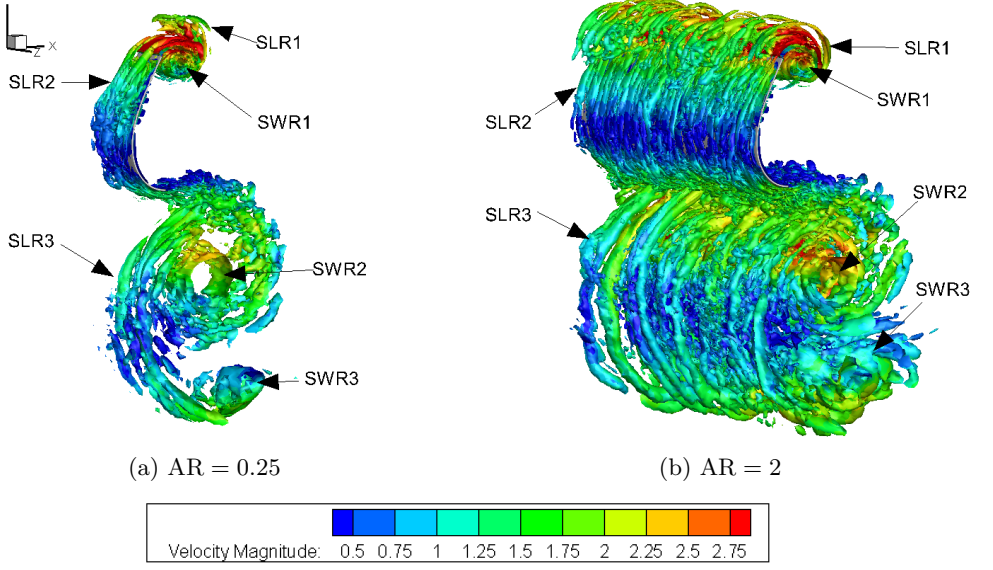 Z X
SLR1
SLR2
SWR1
SLR3
SWR2
SWR3
SLR1
SWR1
SLR2
SWR2
SLR3
SWR3
(a) AR = 0.25
(b) AR = 2
Velocity Magnitude: 0.5 0.75 1 1.25 1.5 1.75 2 2.25 2.5 2.75